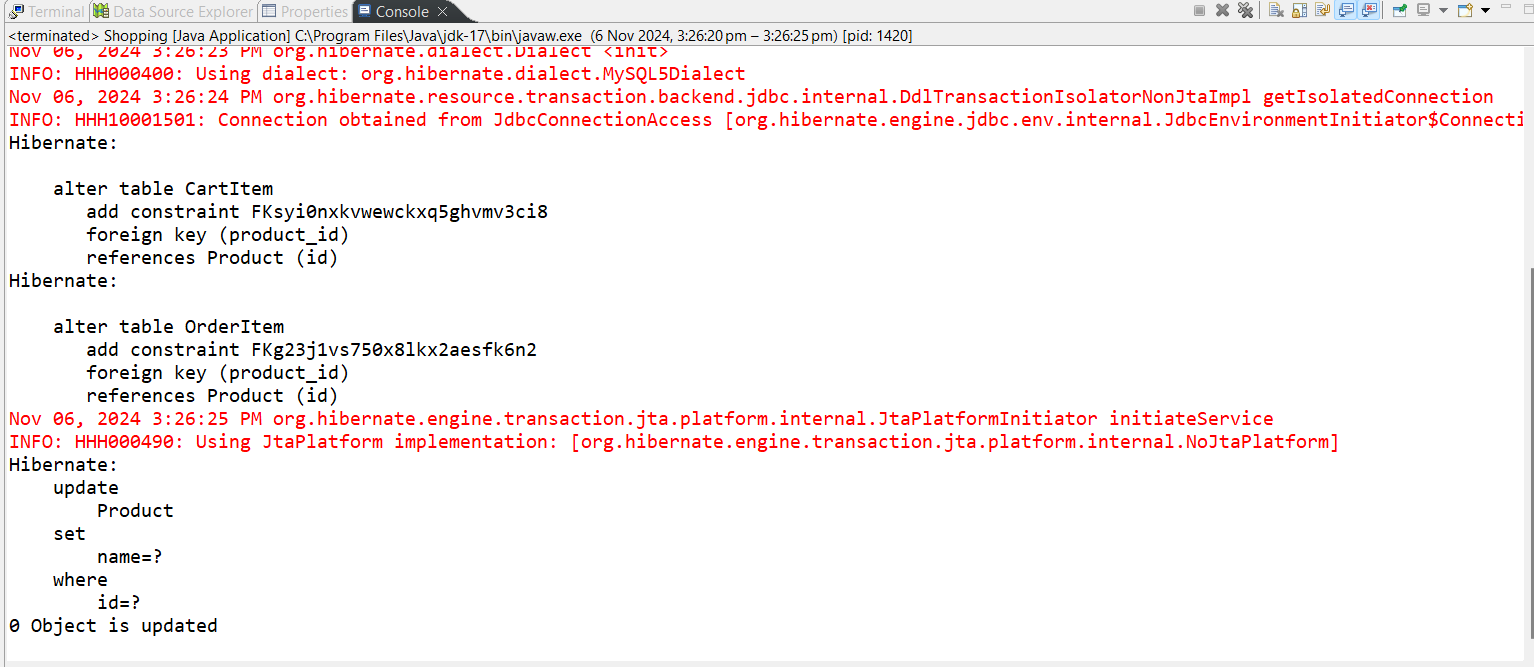 Terminal Data Source Explorer Properties Console
<terminated> Shopping [Java Application] C:\Program Files\Java\jdk-17\bin\javaw.exe (6 Nov 2024, 3:26:20 pm – 3:26:25 pm) [pid: 1420]
Nov 06, 2024 3:26:23 PM org.hibernate.dialect.Dialect <init>
INFO: HHH000400: Using dialect: org.hibernate.dialect.MySQL5Dialect
Nov 06, 2024 3:26:24 PM org.hibernate.resource.transaction.backend.jdbc.internal.DdlTransactionIsolatorNonJtaImpl getIsolatedConnection
INFO: HHH10001501: Connection obtained from JdbcConnectionAccess [org.hibernate.engine.jdbc.env.internal.JdbcEnvironmentInitiator$Connecti
Hibernate:
alter table CartItem
add constraint FKsyi0nxkvwewckxq5ghvmv3ci8
foreign key (product_id)
references Product (id)
Hibernate:
alter table OrderItem
add constraint FKg23j1vs750x8lkx2aesfk6n2
foreign key (product_id)
references Product (id)
Nov 06, 2024 3:26:25 PM org.hibernate.engine.transaction.jta.platform.internal.JtaPlatformInitiator initiateService
INFO: HHH000490: Using JtaPlatform implementation: [org.hibernate.engine.transaction.jta.platform.internal.NoJtaPlatform]
Hibernate:
update
Product
set
name=?
where
id=?
0 Object is updated